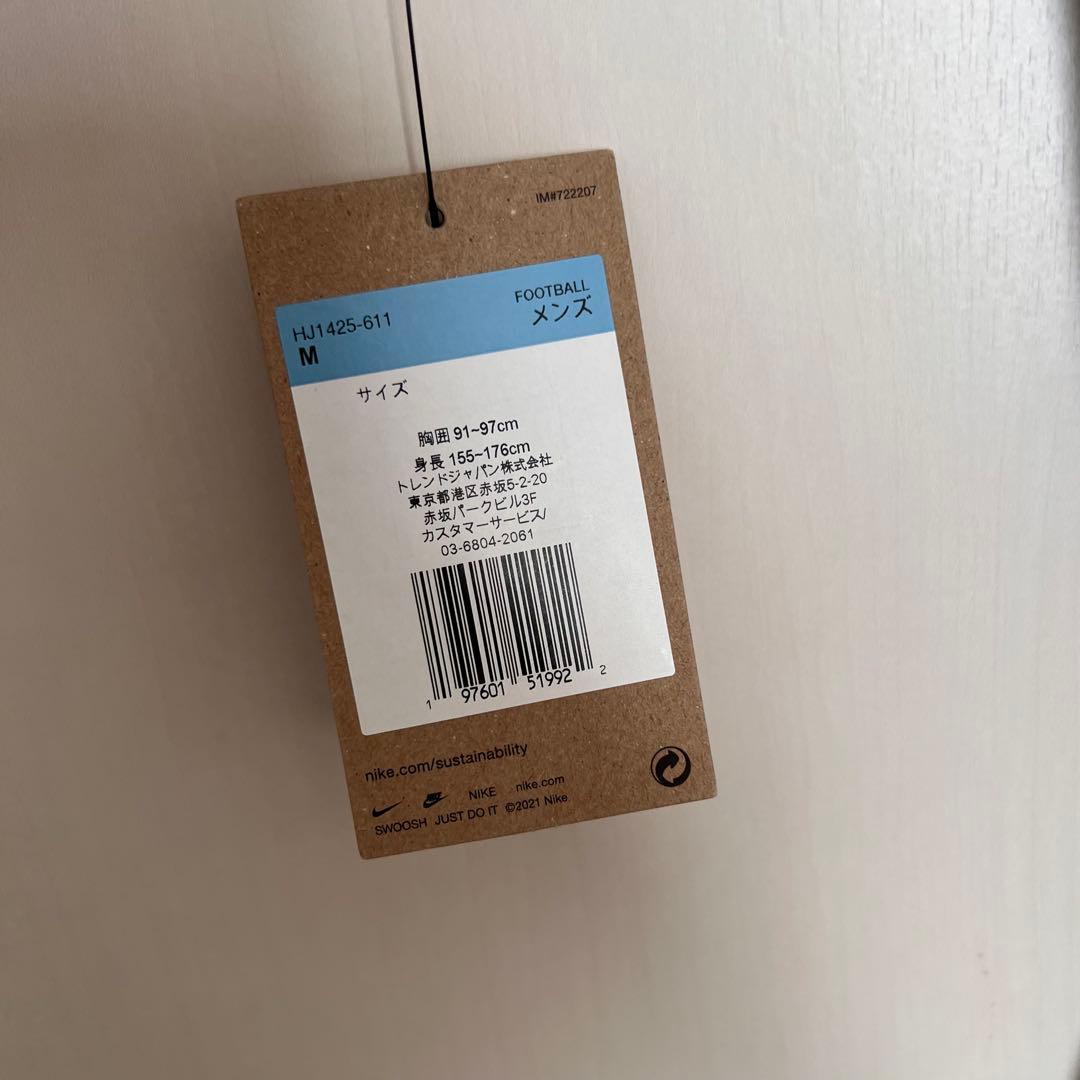 IM#722207
FOOTBALL
メンズ
HJ1425-611
M
サイズ
胸囲 91~97cm
身長 155~176cm
トレンドジャパン株式会社
東京都港区赤坂5-2-20
赤坂パークビル3F
カスタマーサービス/
03-6804-2061
1 97601 51992 2
nike.com/sustainability
NIKE nike.com
SWOOSH JUST DO IT ©2021 Nike